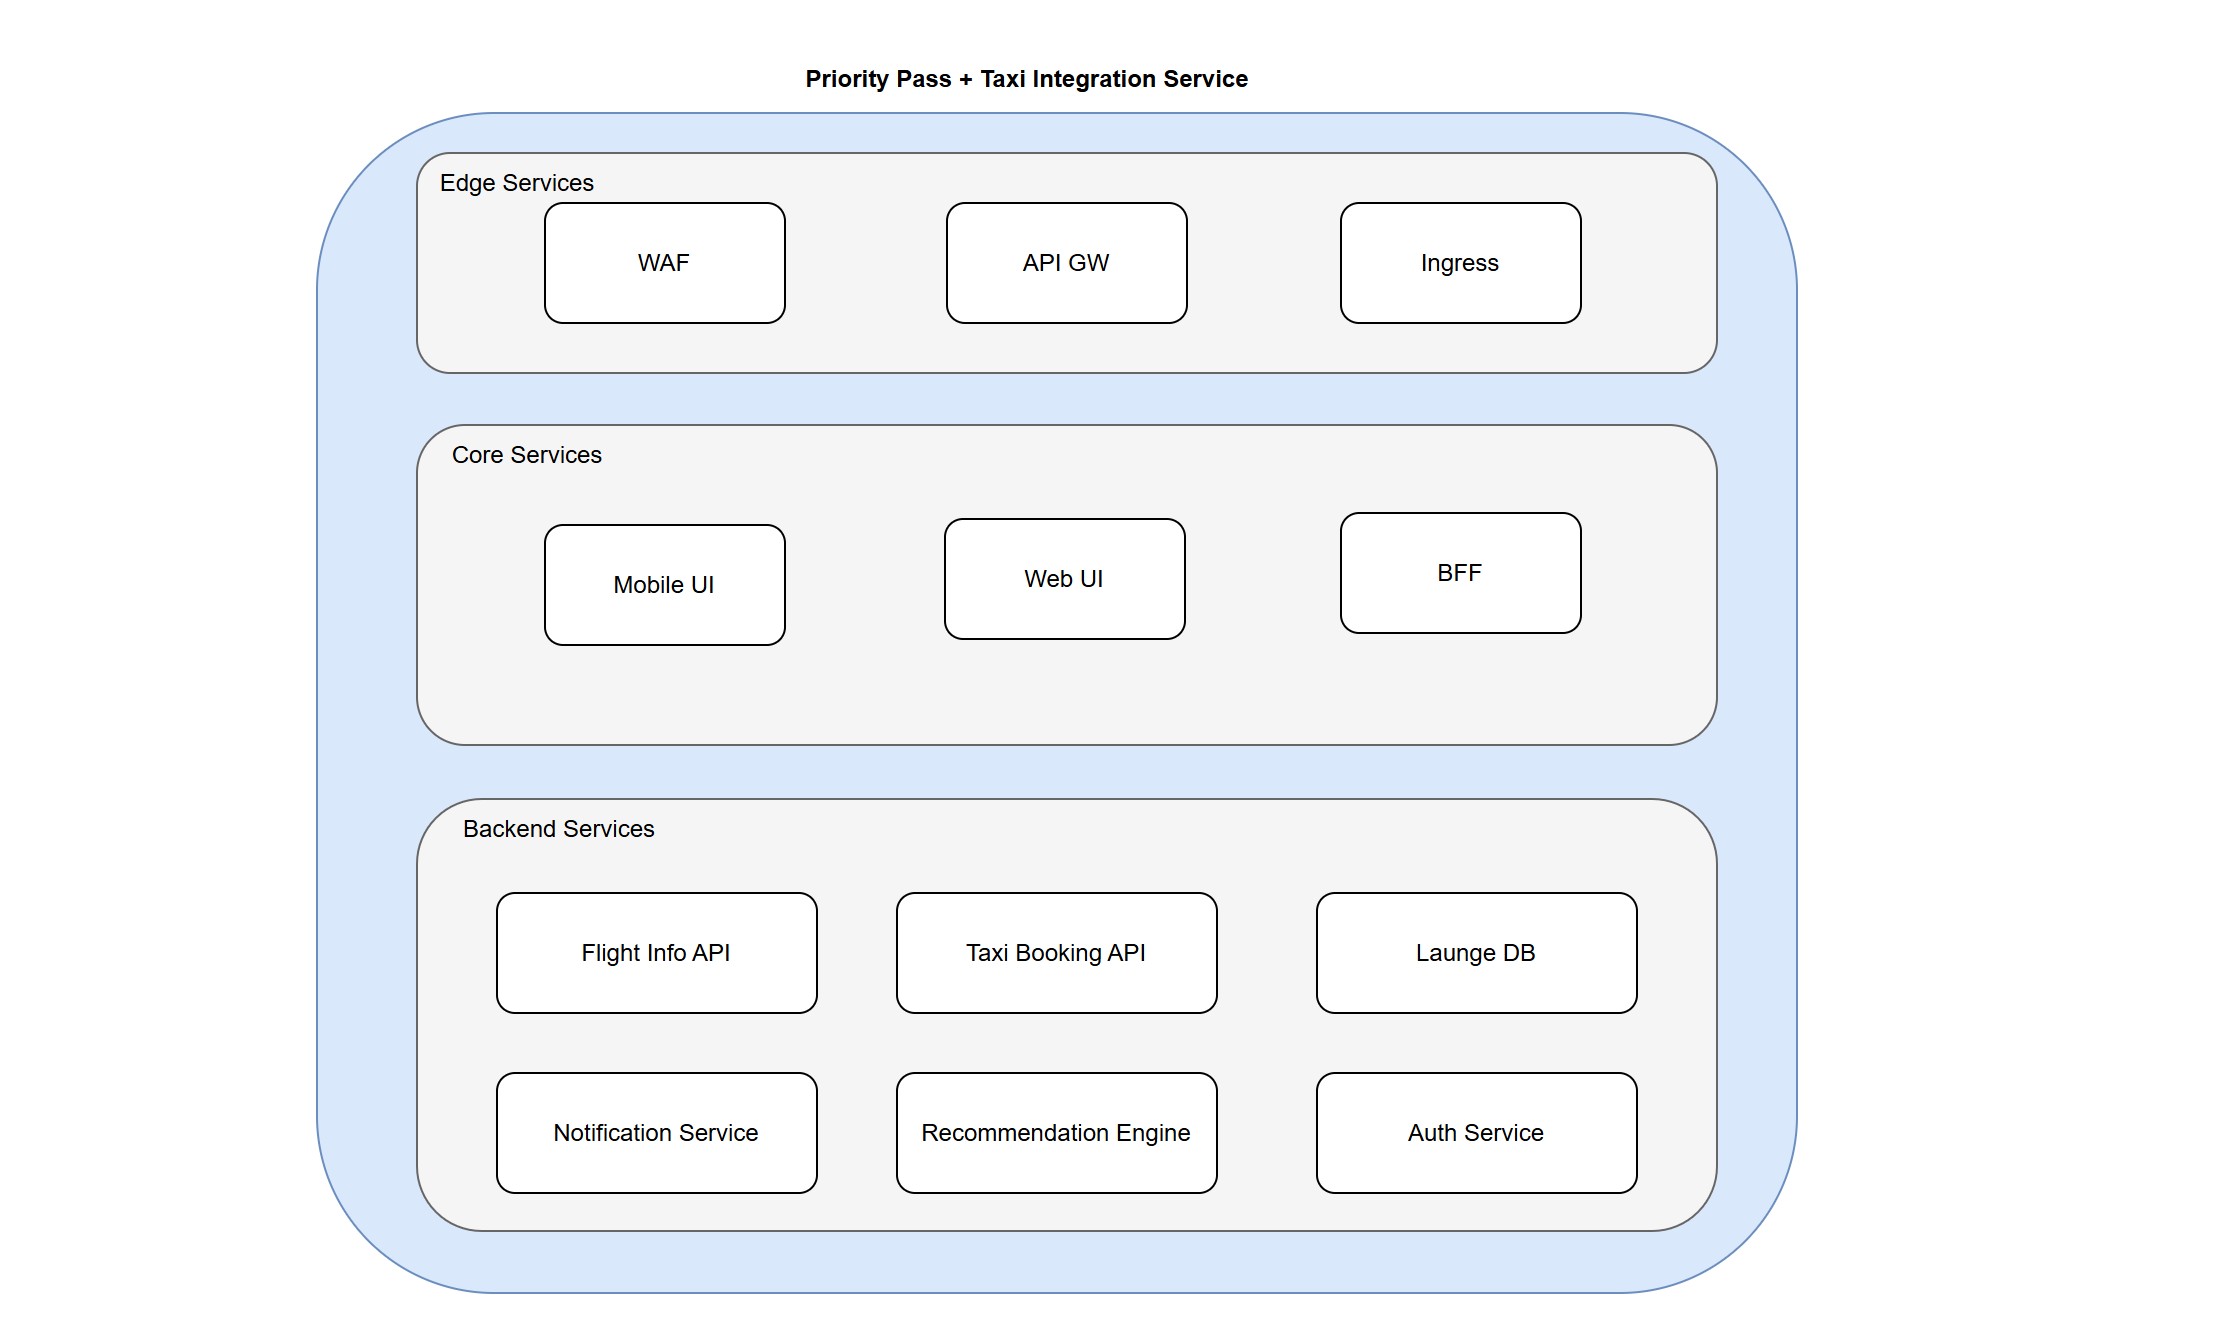 Priority Pass + Taxi Integration Service
Edge Services
WAF
API GW
Ingress
Core Services
Mobile UI
Web UI
BFF
Backend Services
Flight Info API
Taxi Booking API
Launge DB
Notification Service
Recommendation Engine
Auth Service